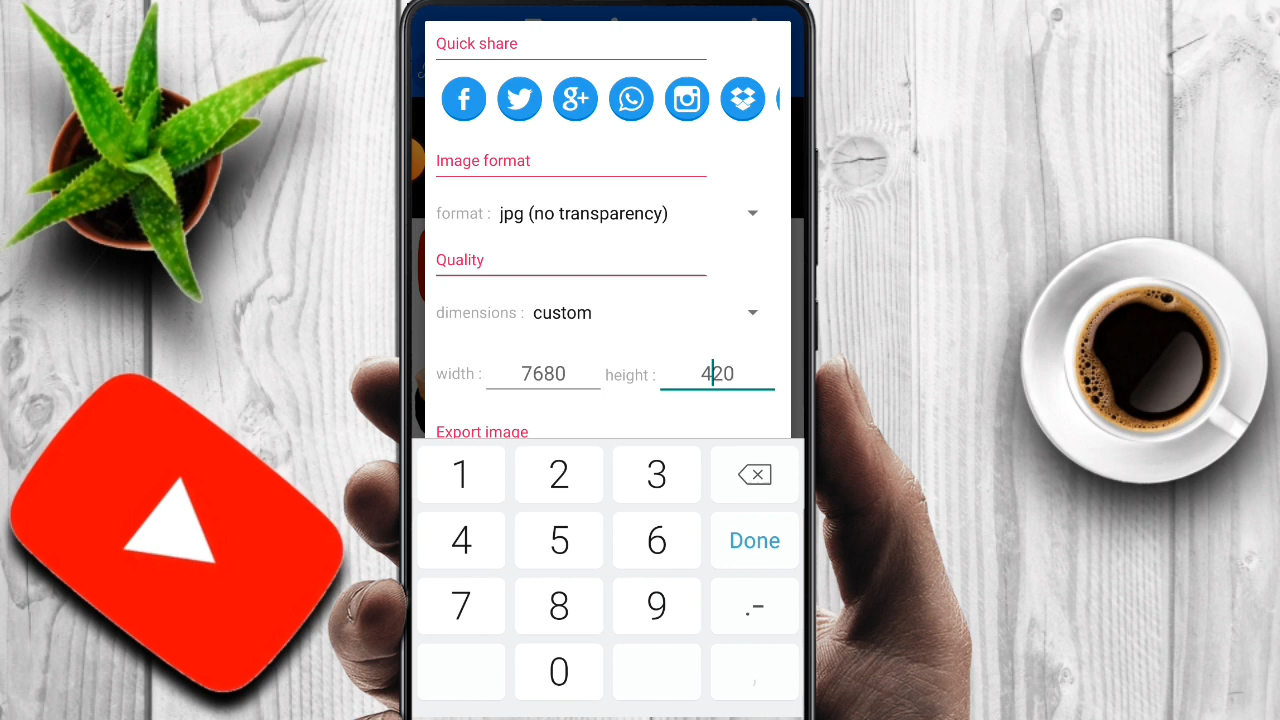 Quick share
Image format
format : jpg (no transparency)
Quality
dimensions : custom
width : 7680 height : 420
Export image
1 2 3
4 5 6 Done
7 8 9 .-
0 ,